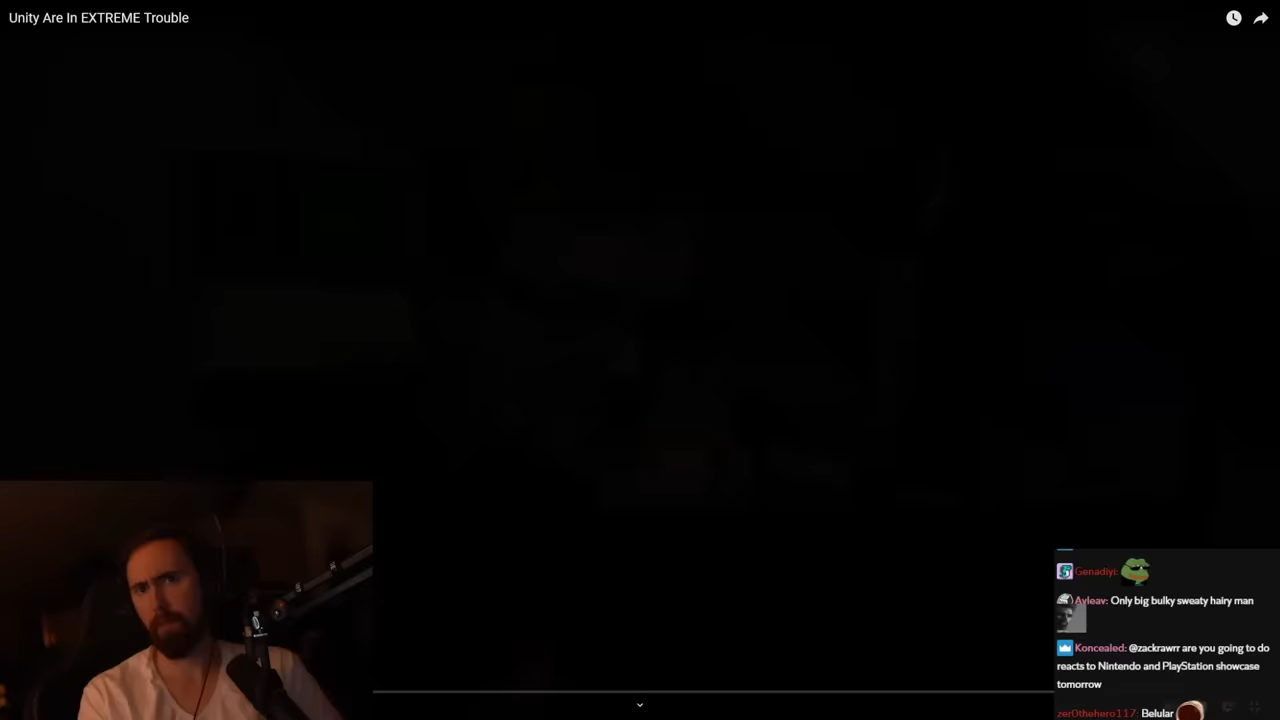 Unity Are In EXTREME Trouble
Genadiyi:
Ayleav: Only big bulky sweaty hairy man
Koncealed: @zackrawrr are you going to do
reacts to Nintendo and PlayStation showcase
tomorrow
zer0thehero117: Belular